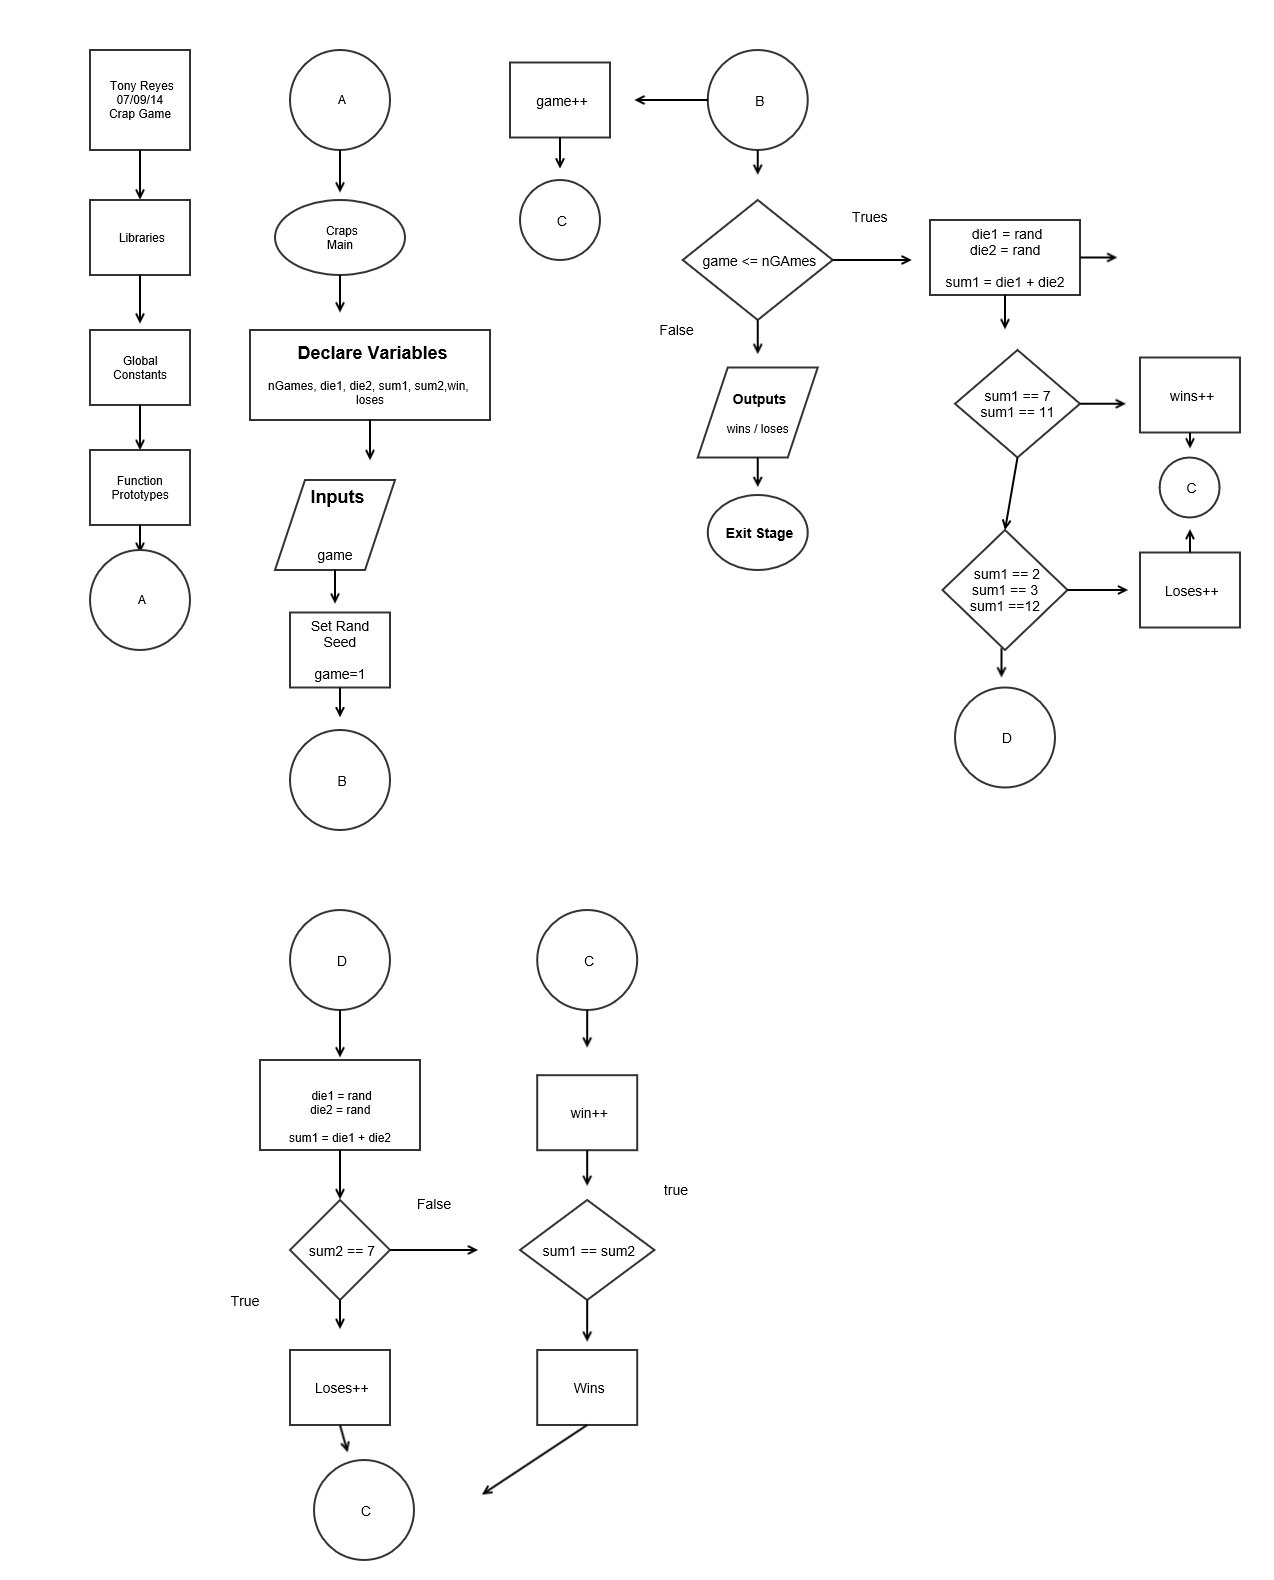 Tony Reyes
07/09/14
Crap Game
Libraries
Global
Constants
Function
Prototypes
A
A
Craps
Main
Declare Variables
nGames, die1, die2, sum1, sum2,win,
loses
Inputs
game
Set Rand
Seed
game=1
B
game++
C
B
game <= nGAmes
Trues
False
Outputs
wins / loses
Exit Stage
die1 = rand
die2 = rand
sum1 = die1 + die2
sum1 == 7
sum1 == 11
wins++
C
sum1 == 2
sum1 == 3
sum1 ==12
Loses++
D
D
die1 = rand
die2 = rand
sum1 = die1 + die2
sum2 == 7
False
True
Loses++
C
C
win++
true
sum1 == sum2
Wins